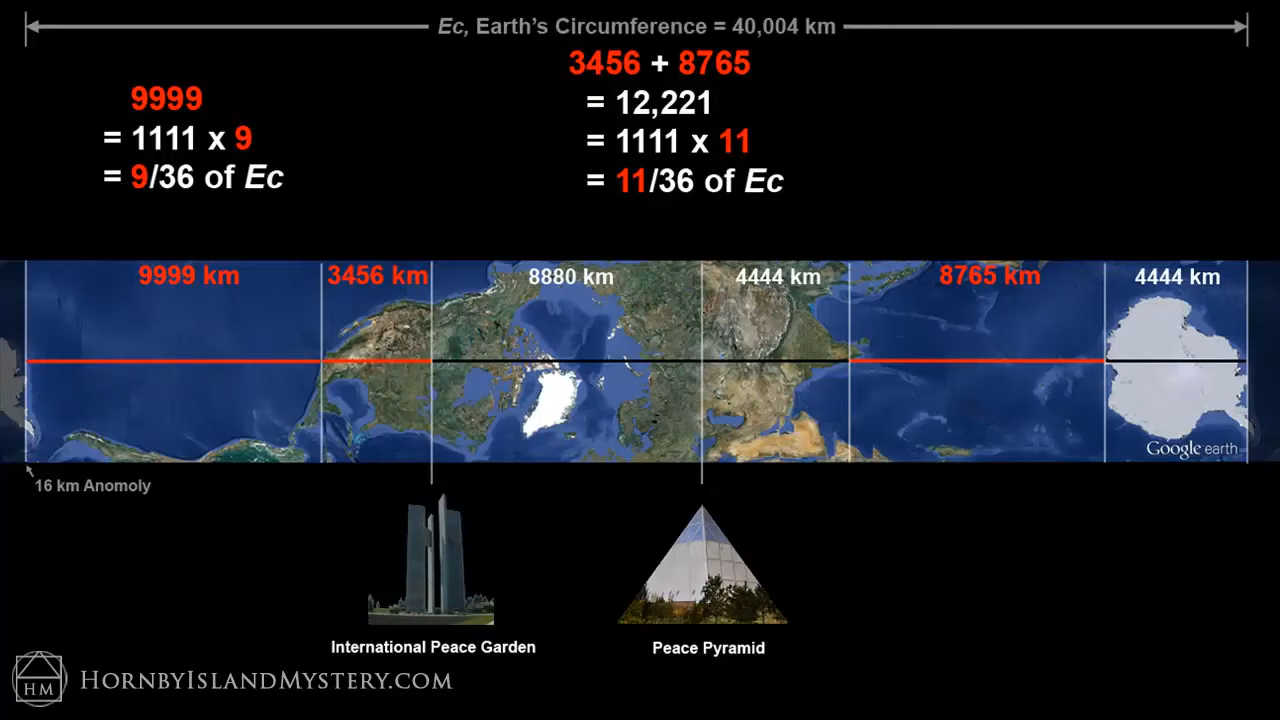 Ec, Earth's Circumference = 40,004 km
9999
= 1111 x 9
= 9/36 of Ec
3456 + 8765
= 12,221
= 1111 x 11
= 11/36 of Ec
9999 km
3456 km
8880 km
4444 km
8765 km
4444 km
Google earth
16 km Anomoly
International Peace Garden
Peace Pyramid
HM
HornbyIslandMystery.com